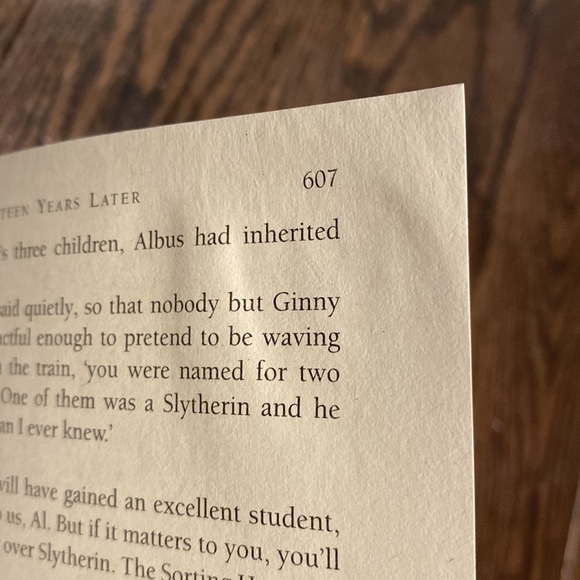 607
TEEN YEARS LATER
's three children, Albus had inherited
said quietly, so that nobody but Ginny
actful enough to pretend to be waving
the train, 'you were named for two
One of them was a Slytherin and he
an I ever knew.'
will have gained an excellent student,
us, Al. But if it matters to you, you'll
over Slytherin. The Sorting